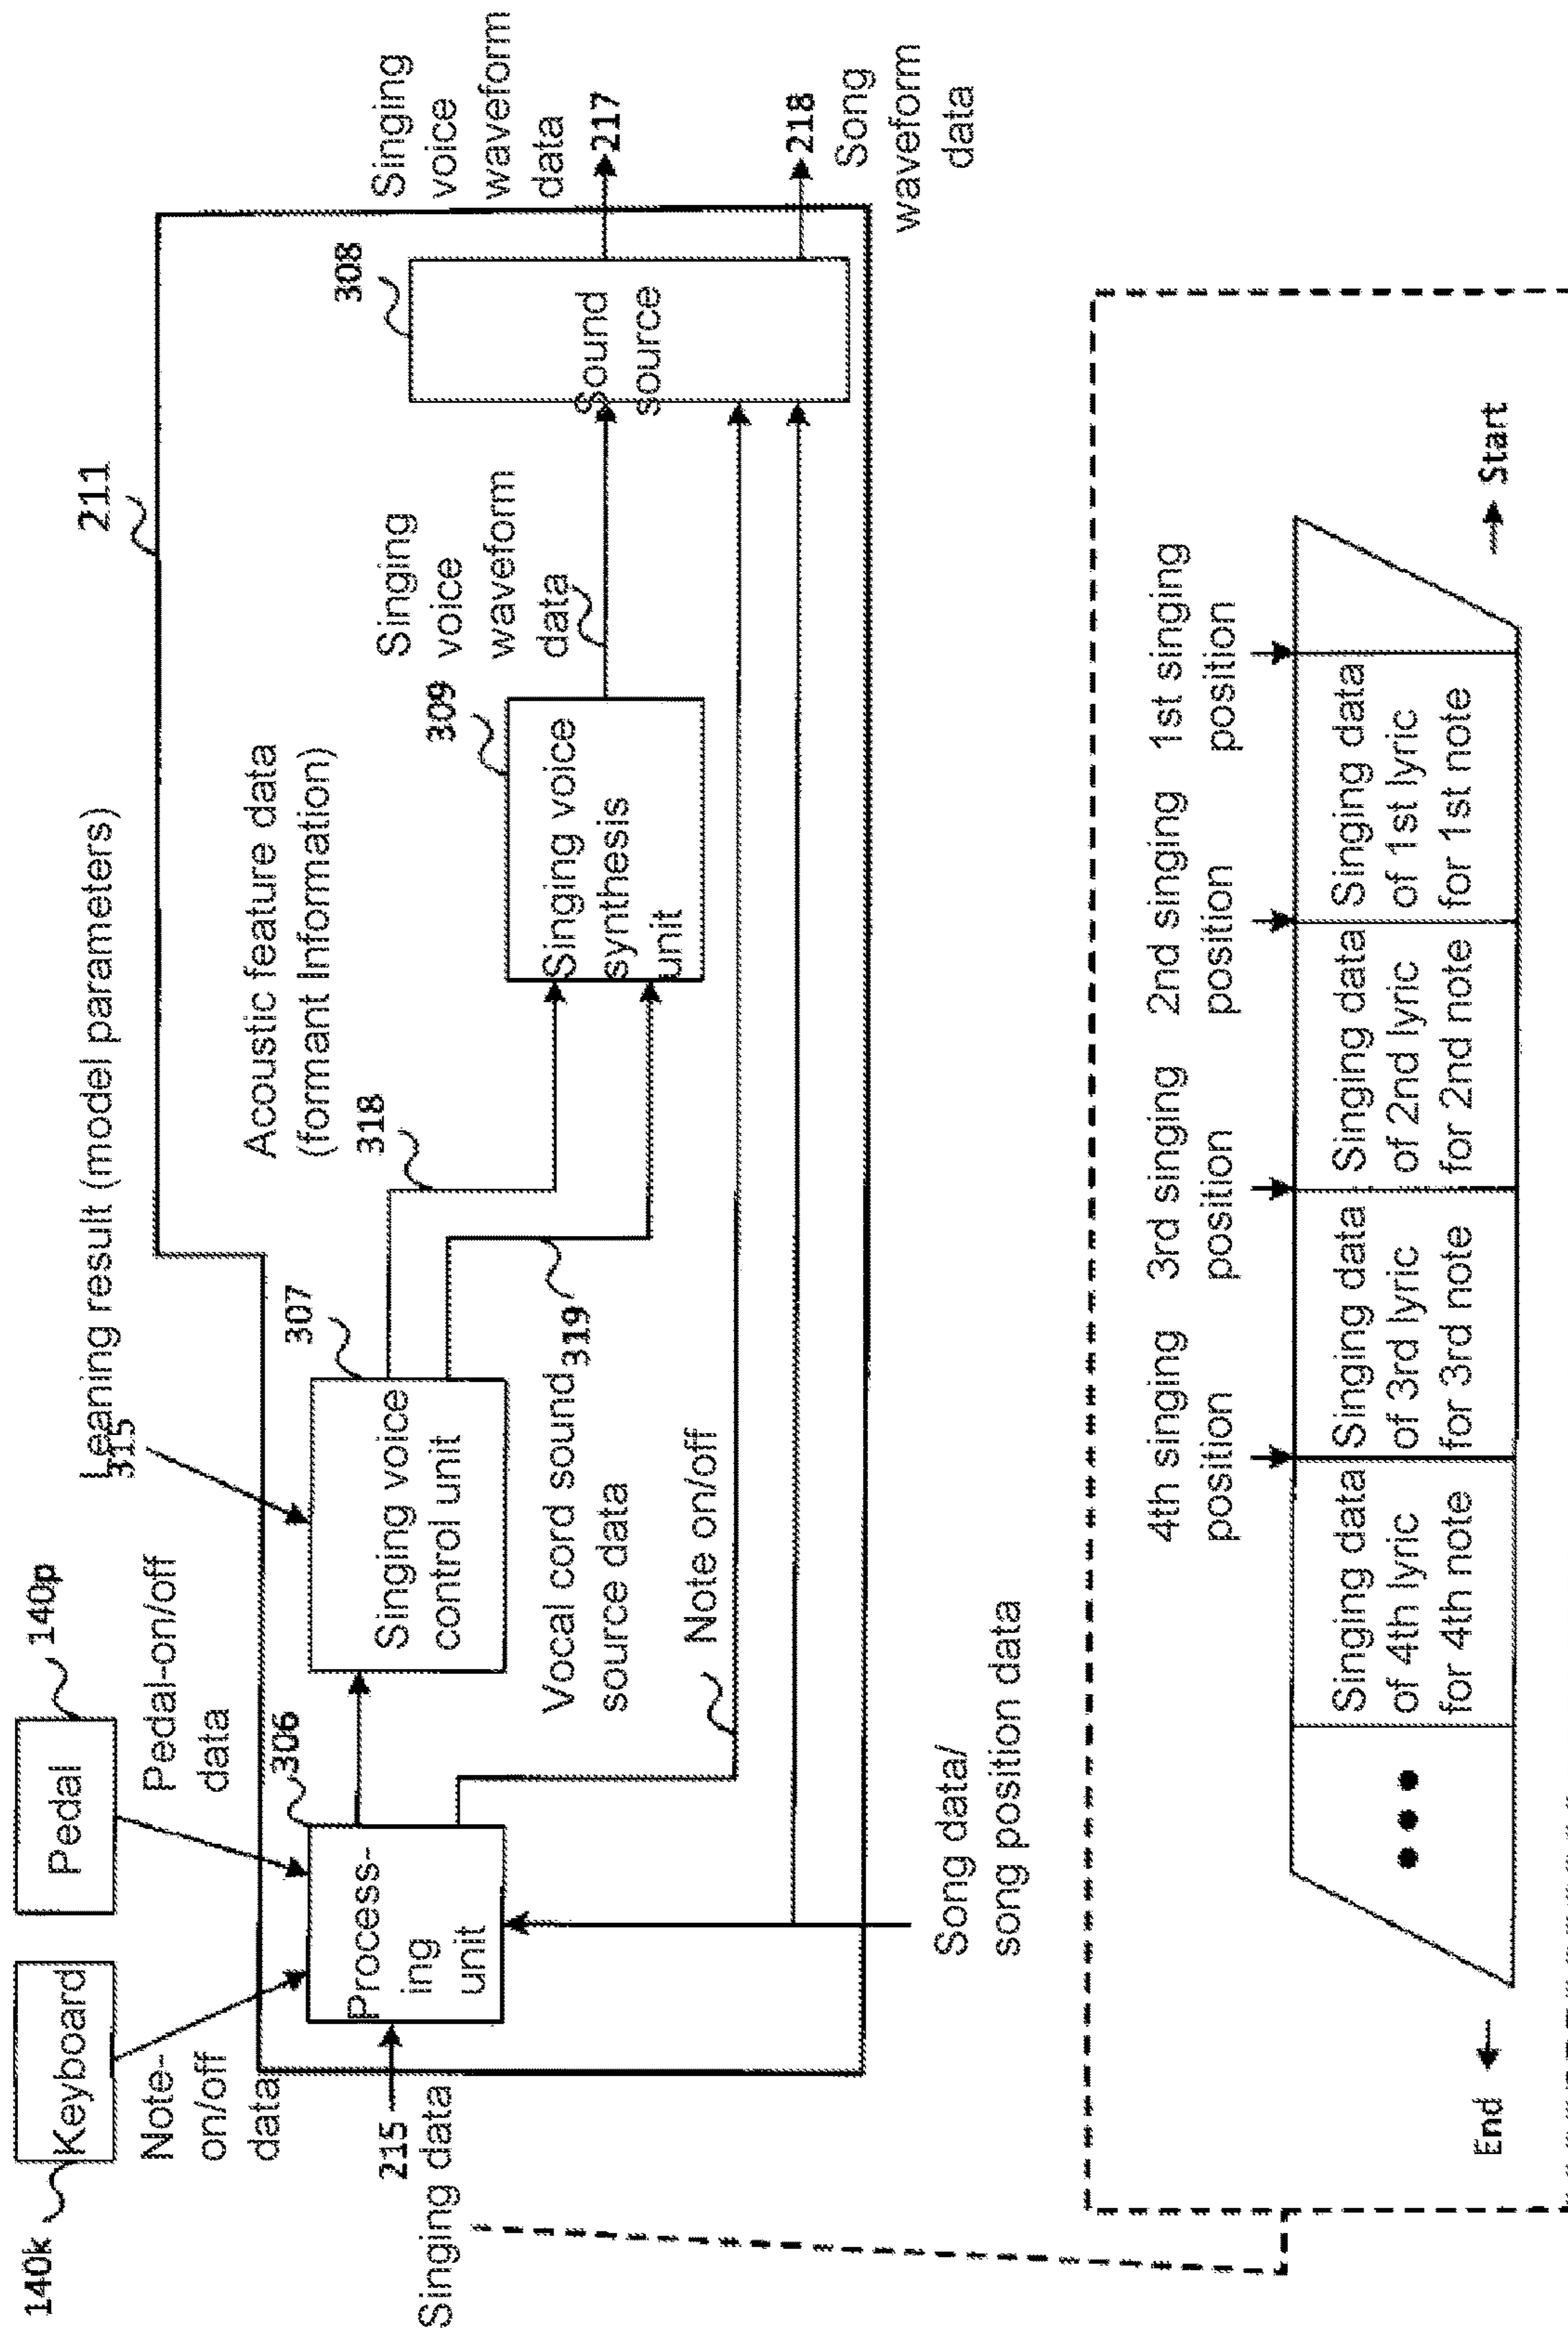 140k
Keyboard
Pedal
140p
Note-
on/off
data
Pedal-on/off
data
Leaning result (model parameters)
315
211
215
Singing data
306
Process-
ing
unit
307
Singing voice
control unit
Acoustic feature data
(formant Information)
318
319
Vocal cord sound
source data
309
Singing voice
synthesis
unit
Singing
voice
waveform
data
308
Sound
source
Singing
voice
waveform
data
217
218
Song
waveform
data
Note on/off
Song data/
song position data
4th singing
position
3rd singing
position
2nd singing
position
1st singing
position
Singing data
of 4th lyric
for 4th note
Singing data
of 3rd lyric
for 3rd note
Singing data
of 2nd lyric
for 2nd note
Singing data
of 1st lyric
for 1st note
End
Start